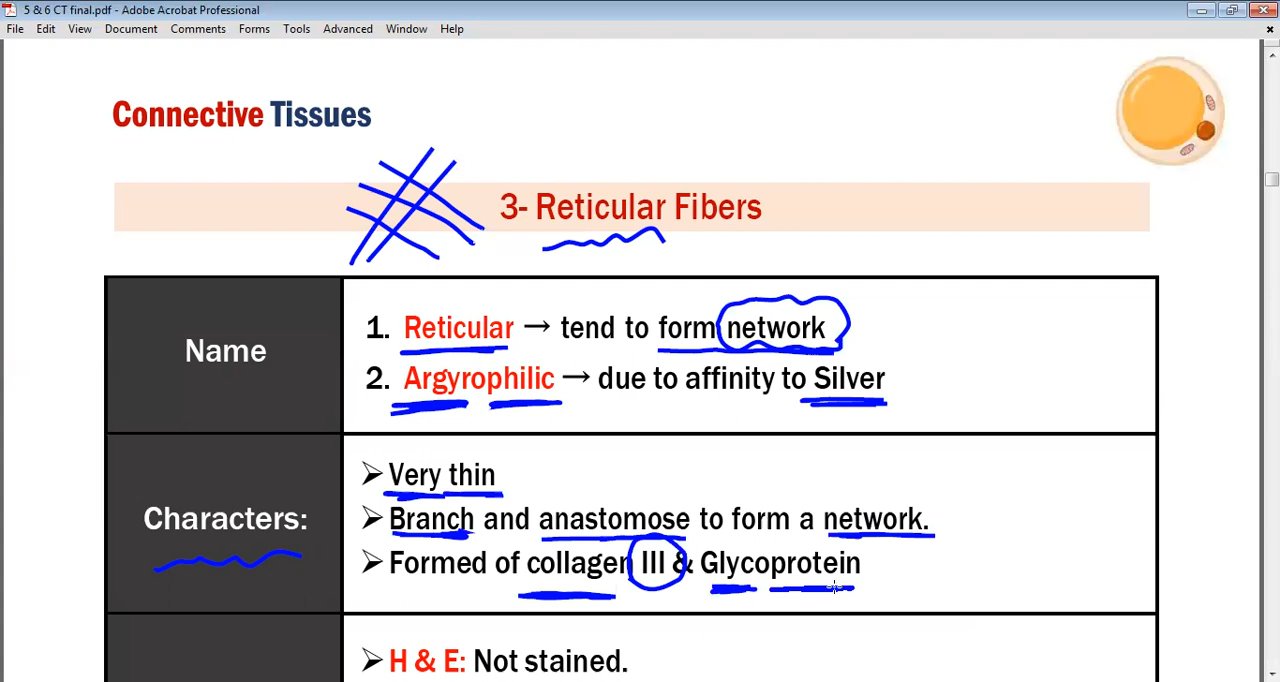 5 & 6 CT final.pdf - Adobe Acrobat Professional
File Edit View Document Comments Forms Tools Advanced Window Help
Connective Tissues
3- Reticular Fibers
Name
1. Reticular → tend to form network
2. Argyrophilic → due to affinity to Silver
Characters:
➢ Very thin
➢ Branch and anastomose to form a network.
➢ Formed of collagen III & Glycoprotein
➢ H & E: Not stained.